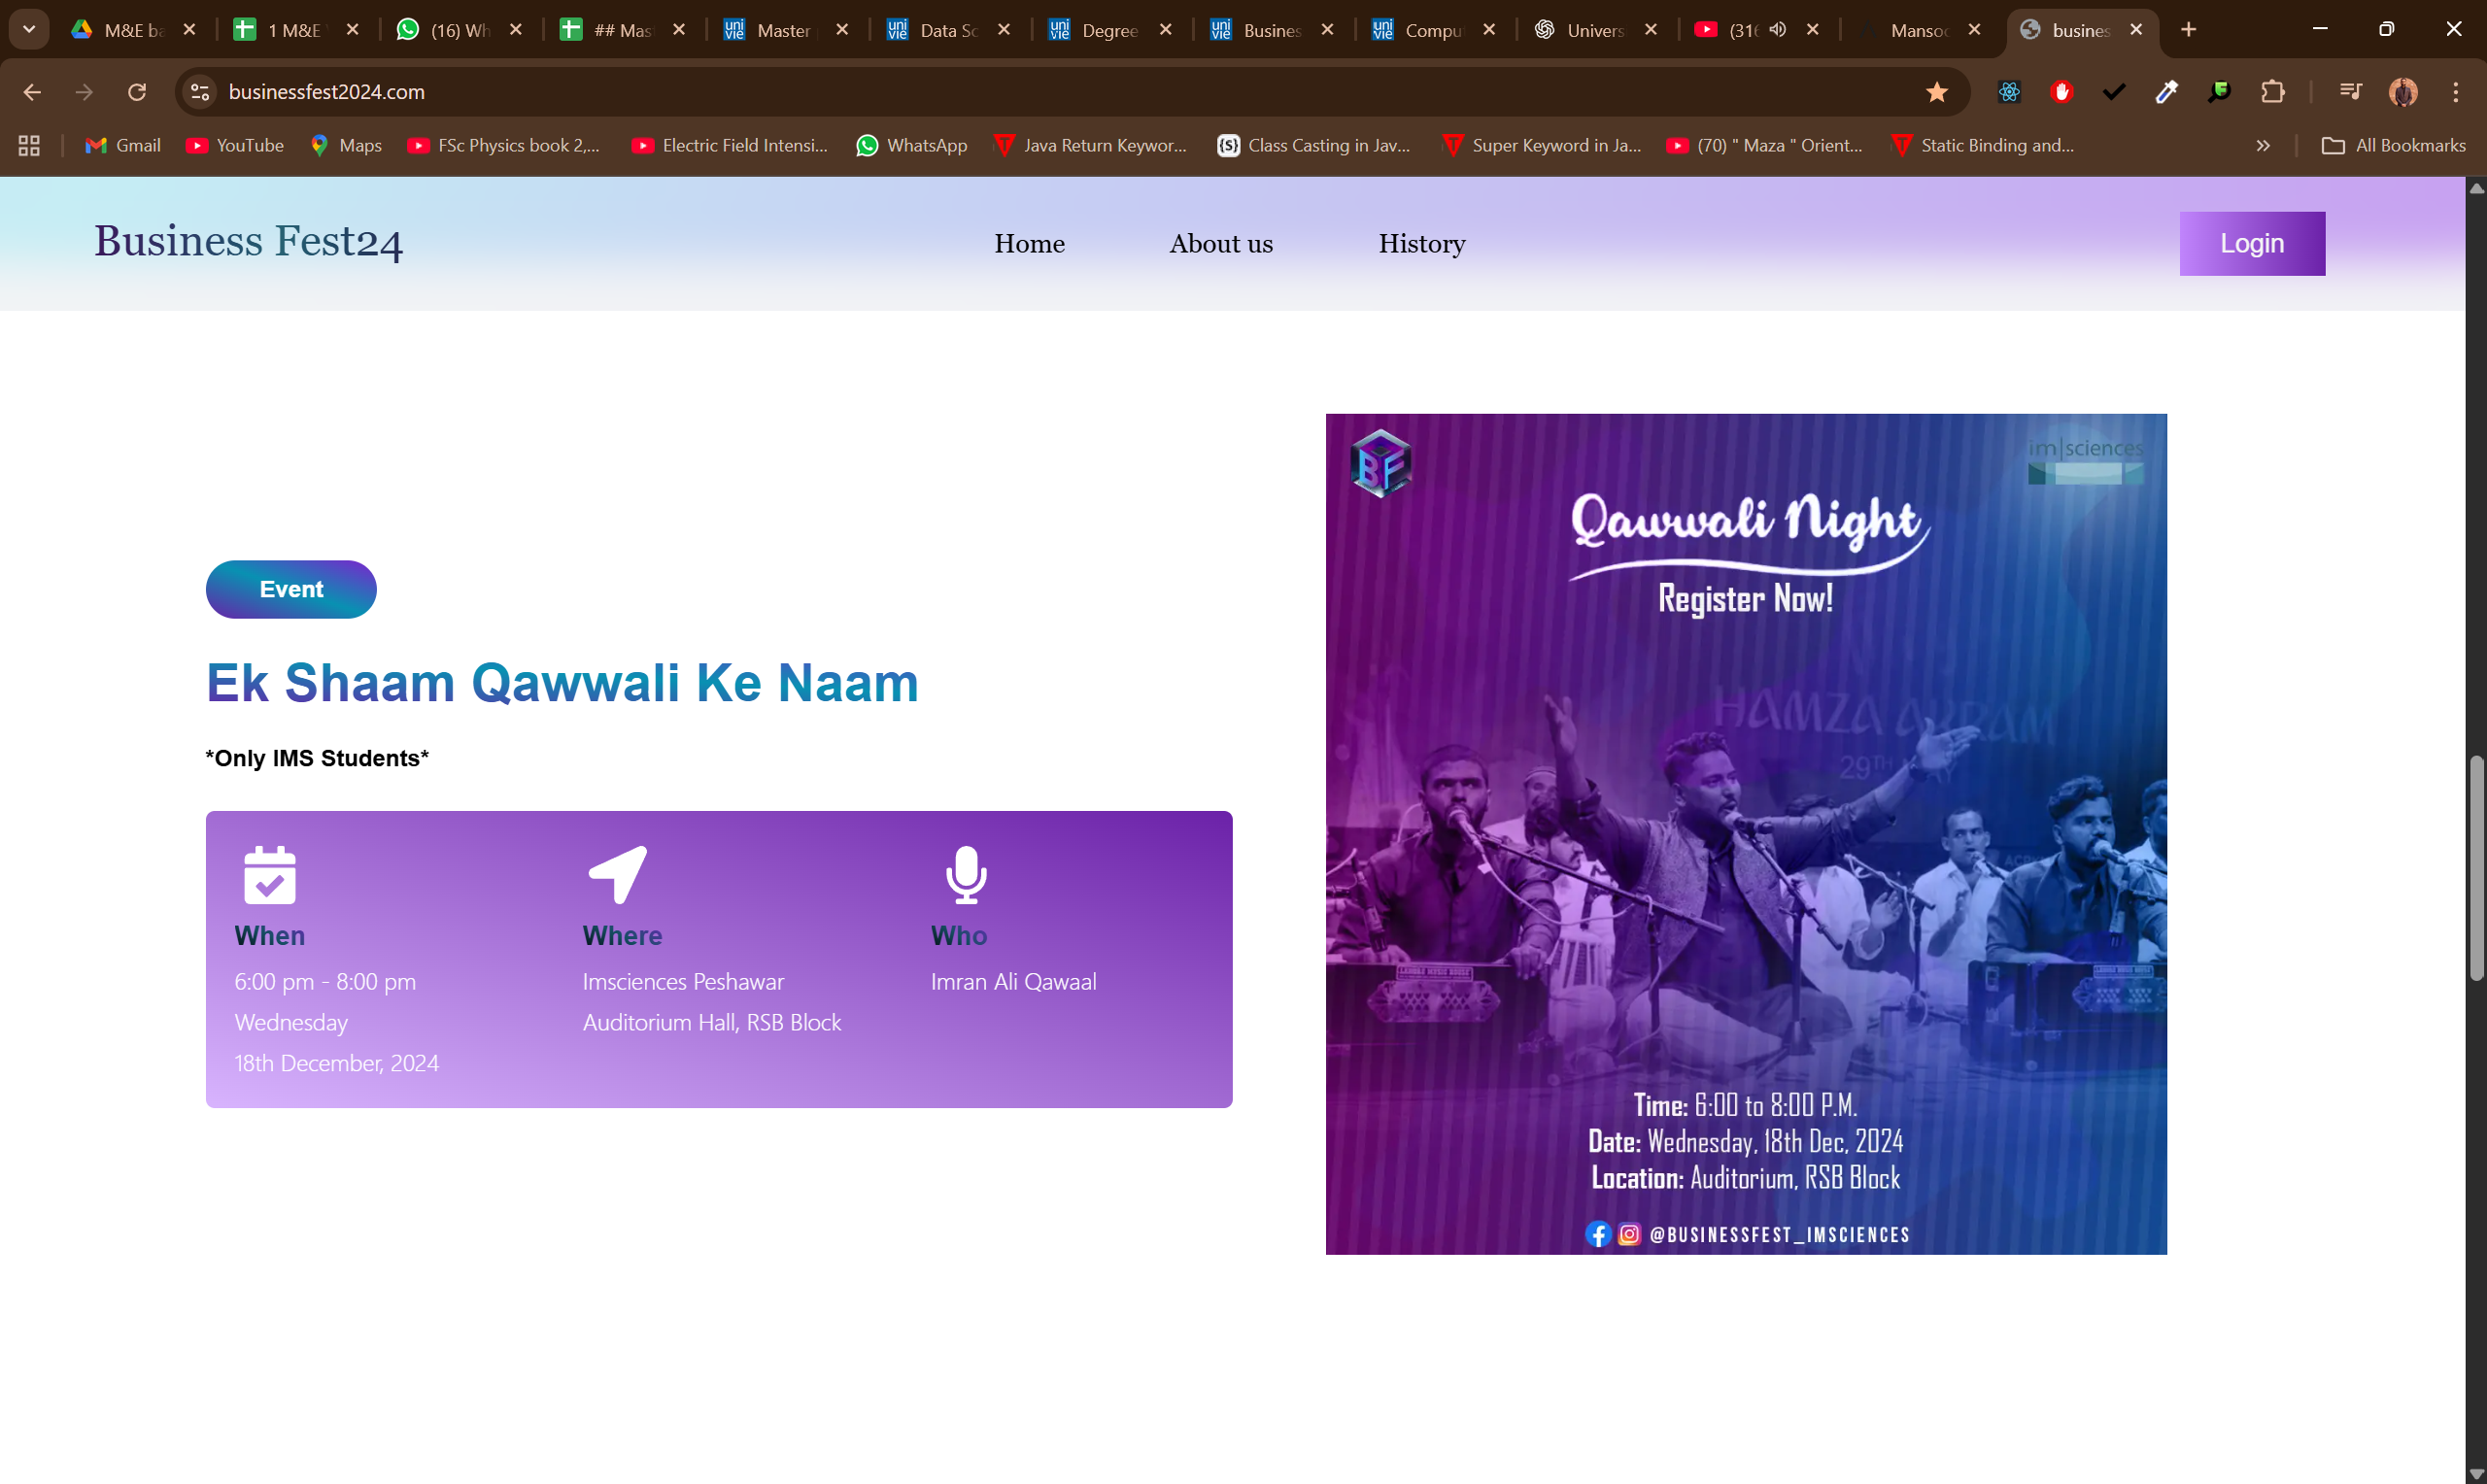 M&E ba
1 M&E
(16) Wh
## Mas
Master
Data Sc
Degree
Busines
Compu
Univers
(316
Mansoo
busines
businessfest2024.com
Gmail
YouTube
Maps
FSc Physics book 2,...
Electric Field Intensi...
WhatsApp
Java Return Keywor...
Class Casting in Jav...
Super Keyword in Ja...
(70) " Maza " Orient...
Static Binding and...
All Bookmarks
Business Fest24
Home
About us
History
Login
Event
Ek Shaam Qawwali Ke Naam
*Only IMS Students*
When
6:00 pm - 8:00 pm
Wednesday
18th December, 2024
Where
Imsciences Peshawar
Auditorium Hall, RSB Block
Who
Imran Ali Qawaal
BF
im|sciences
Qawwali Night
Register Now!
HAMZA AKRAM
29TH MAY
Time: 6:00 to 8:00 P.M.
Date: Wednesday, 18th Dec, 2024
Location: Auditorium, RSB Block
@BUSINESSFEST_IMSCIENCES